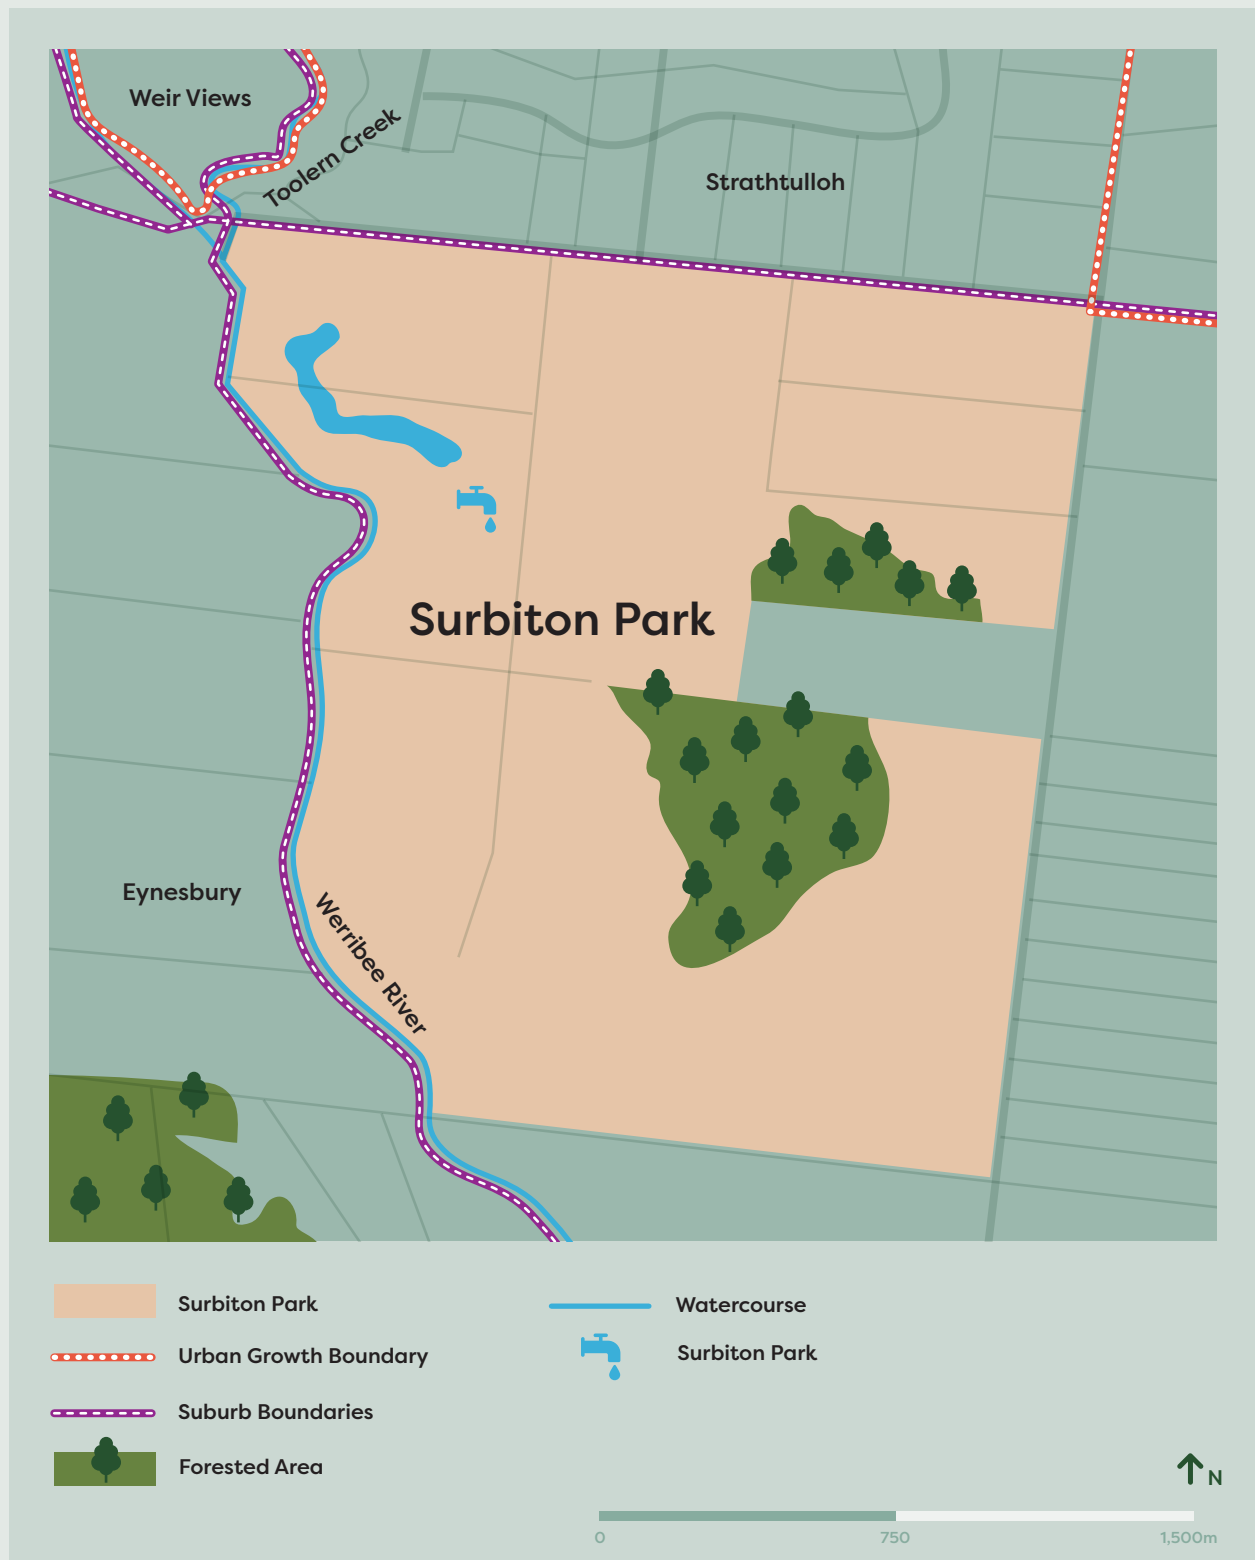 Weir Views
Toolern Creek
Strathtulloh
Surbiton Park
Eynesbury
Werribee River
Surbiton Park
Urban Growth Boundary
Suburb Boundaries
Forested Area
Watercourse
Surbiton Park
N
0 750 1,500m